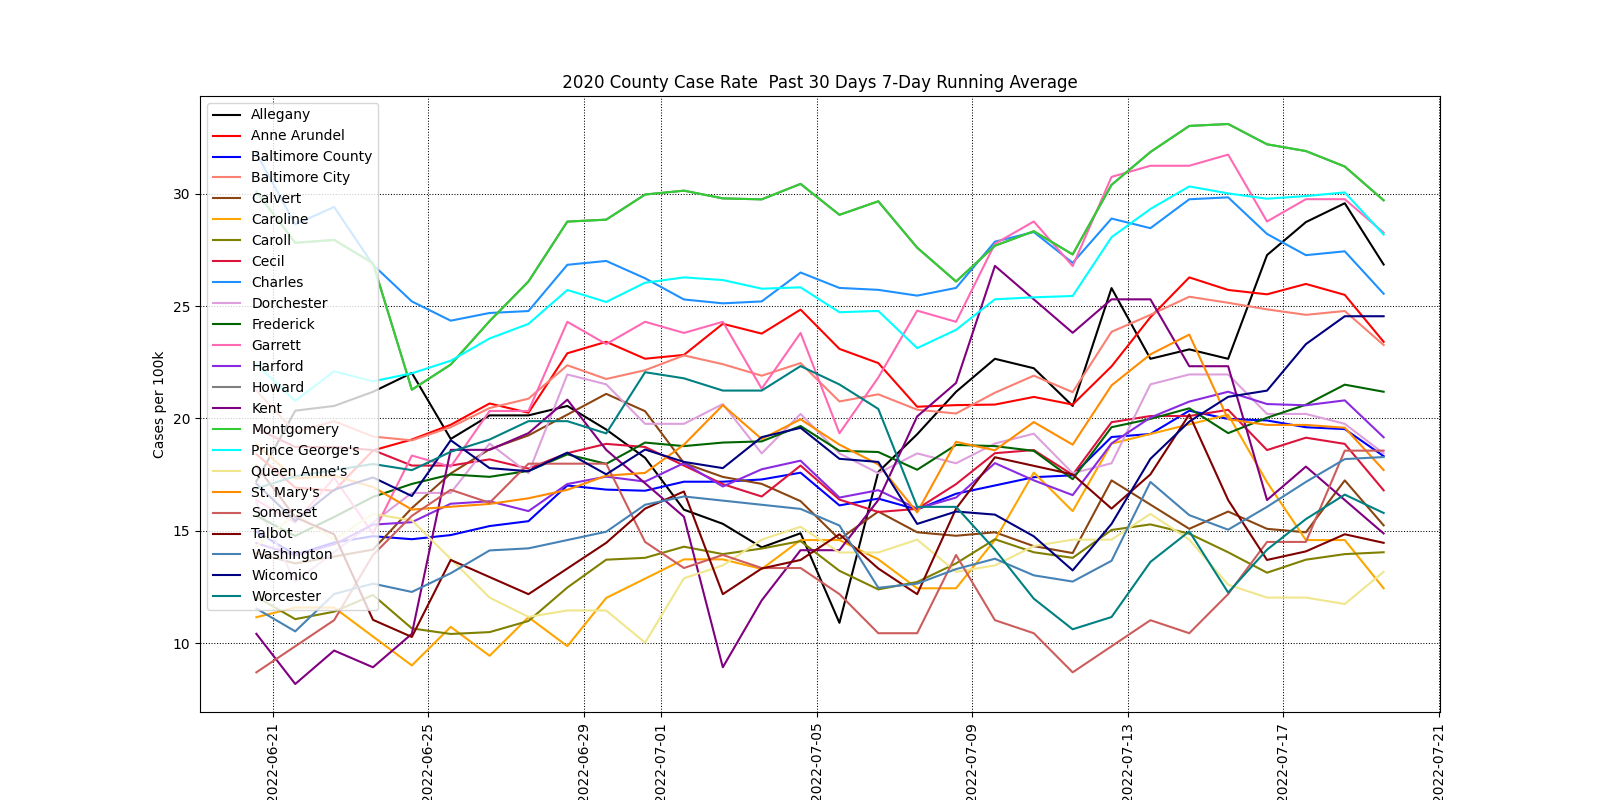 2020 County Case Rate  Past 30 Days 7-Day Running Average
Cases per 100k
30
25
20
15
10
Allegany
Anne Arundel
Baltimore County
Baltimore City
Calvert
Caroline
Caroll
Cecil
Charles
Dorchester
Frederick
Garrett
Harford
Howard
Kent
Montgomery
Prince George's
Queen Anne's
St. Mary's
Somerset
Talbot
Washington
Wicomico
Worcester
2022-06-21
2022-06-25
2022-06-29
2022-07-01
2022-07-05
2022-07-09
2022-07-13
2022-07-17
2022-07-21